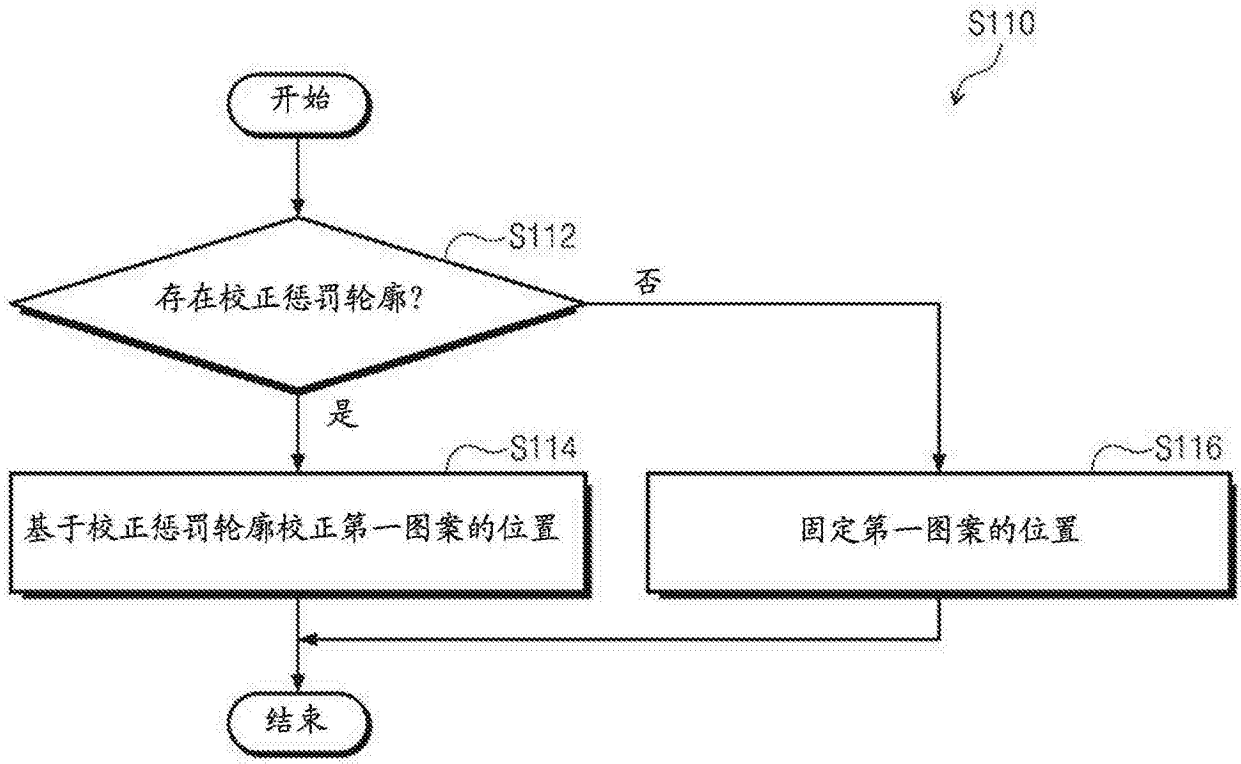 S110
开始
S112
存在校正惩罚轮廓?
否
是
S114
基于校正惩罚轮廓校正第一图案的位置
S116
固定第一图案的位置
结束